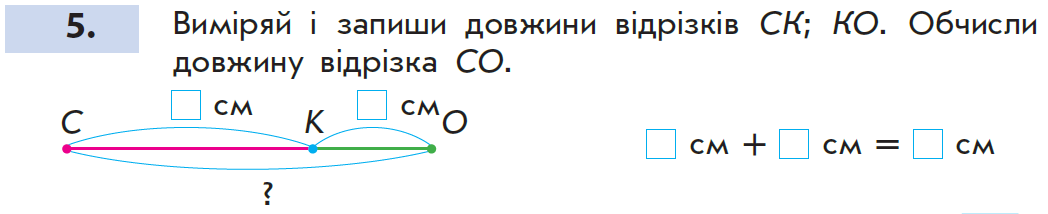 5. Виміряй і запиши довжини відрізків СК; КО. Обчисли
довжину відрізка СО.
см см
С К О
см + см = см
?